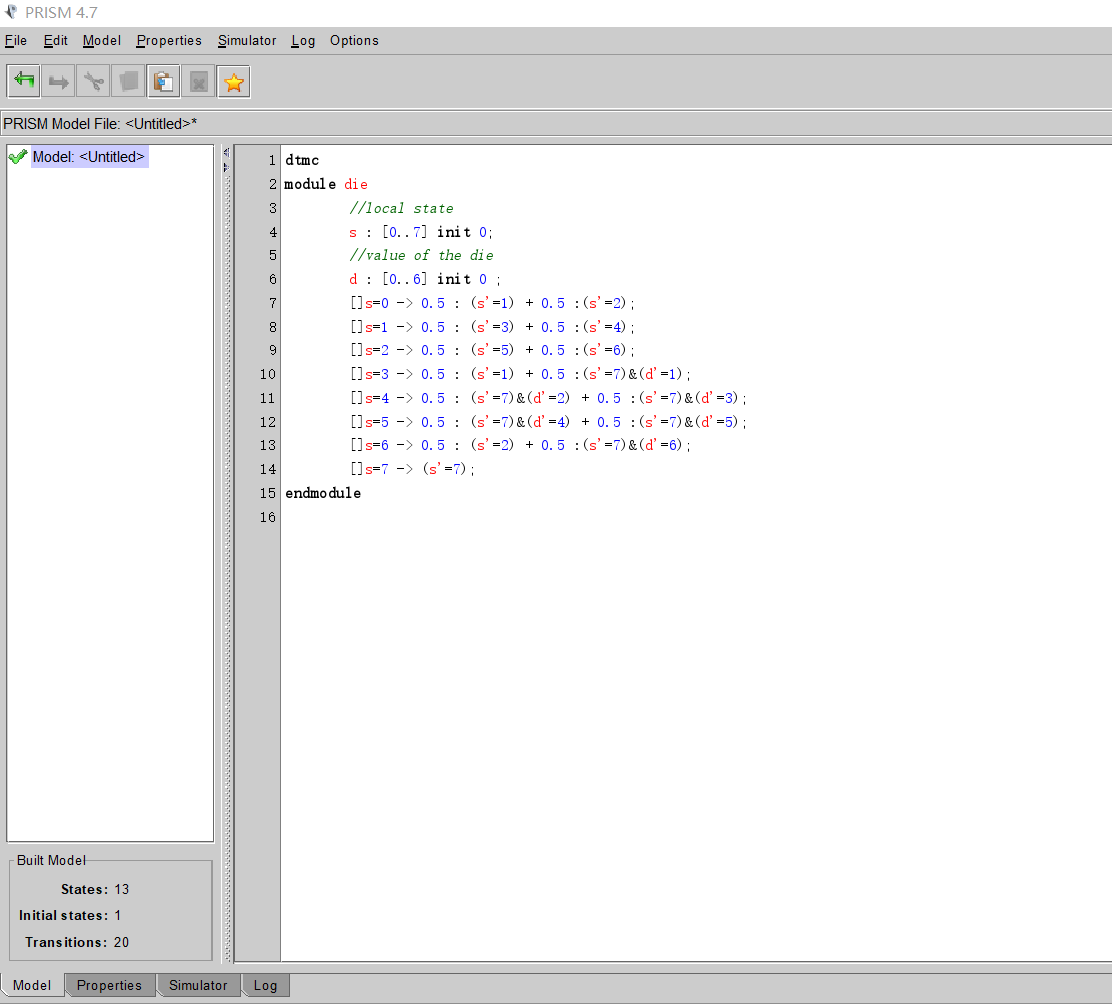 PRISM 4.7
File Edit Model Properties Simulator Log Options
PRISM Model File: <Untitled>*
Model: <Untitled>
1 dtmc
2 module die
3 //local state
4 s : [0..7] init 0;
5 //value of the die
6 d : [0..6] init 0 ;
7 []s=0 -> 0.5 : (s'=1) + 0.5 :(s'=2);
8 []s=1 -> 0.5 : (s'=3) + 0.5 :(s'=4);
9 []s=2 -> 0.5 : (s'=5) + 0.5 :(s'=6);
10 []s=3 -> 0.5 : (s'=1) + 0.5 :(s'=7)&(d'=1);
11 []s=4 -> 0.5 : (s'=7)&(d'=2) + 0.5 :(s'=7)&(d'=3);
12 []s=5 -> 0.5 : (s'=7)&(d'=4) + 0.5 :(s'=7)&(d'=5);
13 []s=6 -> 0.5 : (s'=2) + 0.5 :(s'=7)&(d'=6);
14 []s=7 -> (s'=7);
15 endmodule
16
Built Model
States: 13
Initial states: 1
Transitions: 20
Model Properties Simulator Log